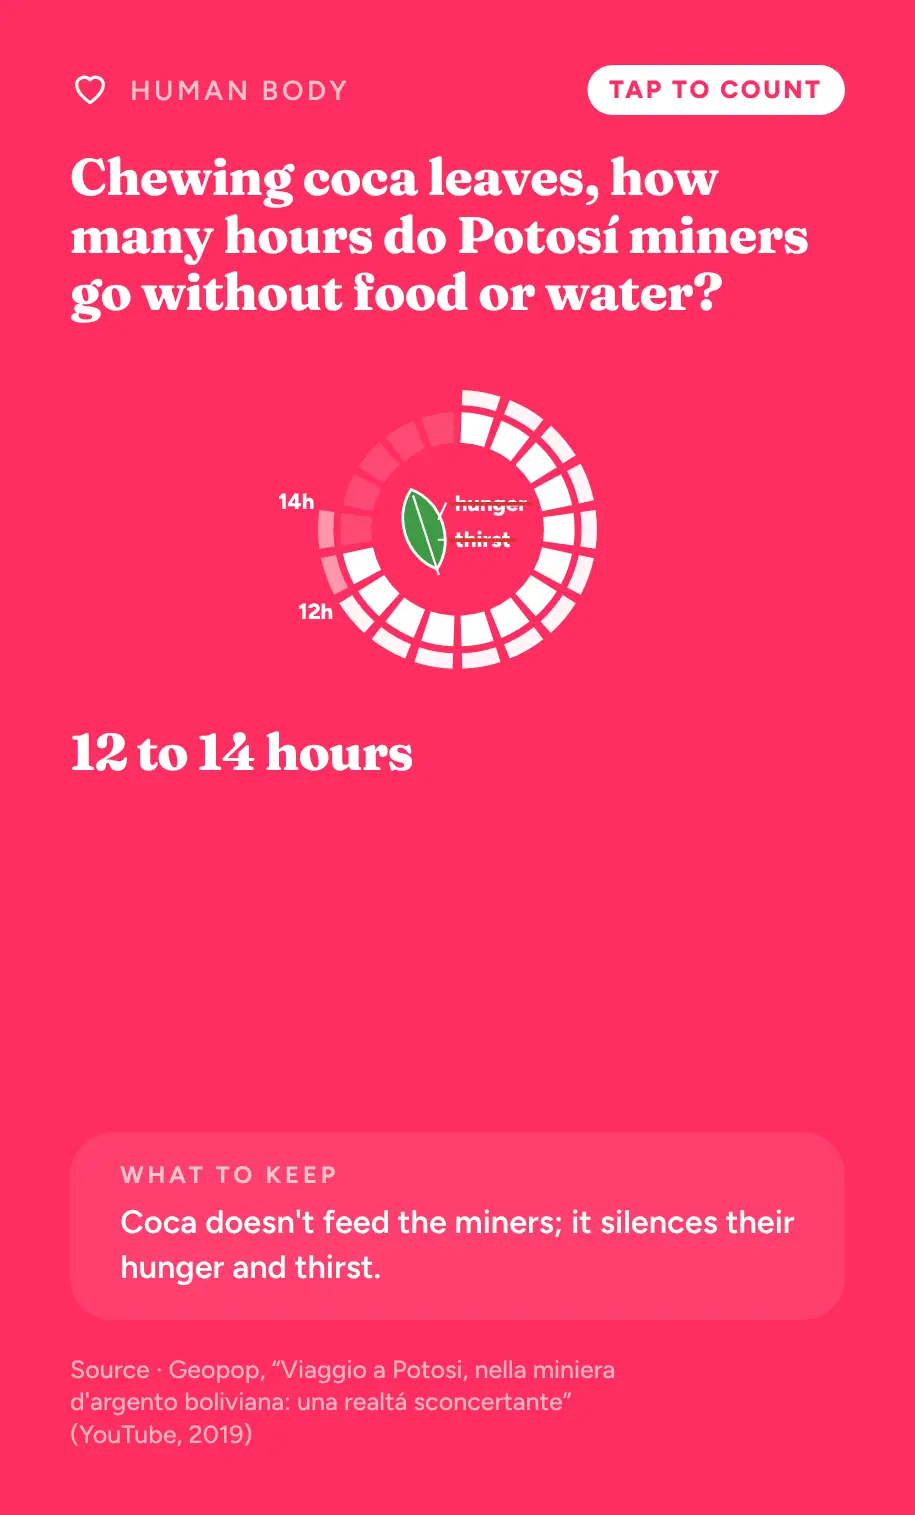 HUMAN BODY
TAP TO COUNT
Chewing coca leaves, how
many hours do Potosí miners
go without food or water?
14h
hunger
thirst
12h
12 to 14 hours
WHAT TO KEEP
Coca doesn't feed the miners; it silences their
hunger and thirst.
Source · Geopop, “Viaggio a Potosi, nella miniera
d'argento boliviana: una realtá sconcertante”
(YouTube, 2019)